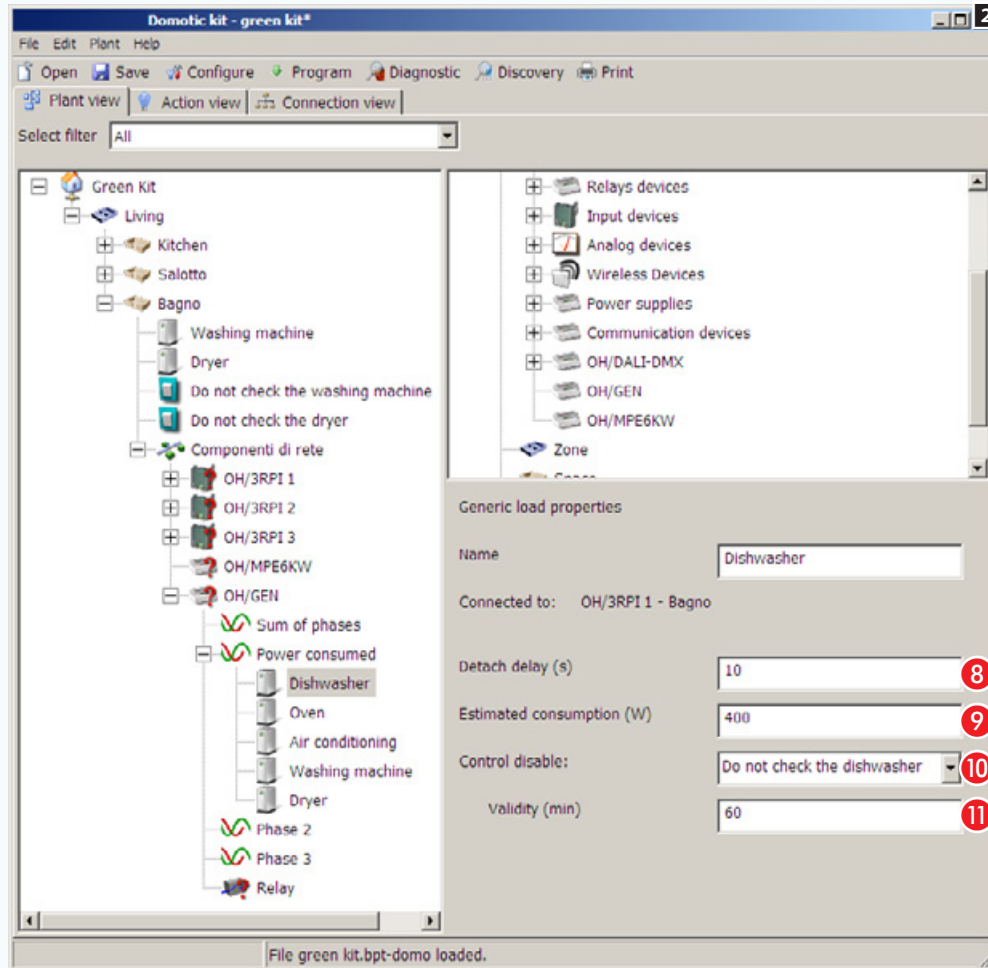 Domotic kit - green kit*
2
File Edit Plant Help
Open Save Configure Program Diagnostic Discovery Print
Plant view Action view Connection view
Select filter All
Green Kit
Living
Kitchen
Salotto
Bagno
Washing machine
Dryer
Do not check the washing machine
Do not check the dryer
Componenti di rete
OH/3RPI 1
OH/3RPI 2
OH/3RPI 3
OH/MPE6KW
OH/GEN
Sum of phases
Power consumed
Dishwasher
Oven
Air conditioning
Washing machine
Dryer
Phase 2
Phase 3
Relay
Relays devices
Input devices
Analog devices
Wireless Devices
Power supplies
Communication devices
OH/DALI-DMX
OH/GEN
OH/MPE6KW
Zone
Generic load properties
Name Dishwasher
Connected to: OH/3RPI 1 - Bagno
Detach delay (s) 10 8
Estimated consumption (W) 400 9
Control disable: Do not check the dishwasher 10
Validity (min) 60 11
File green kit.bpt-domo loaded.